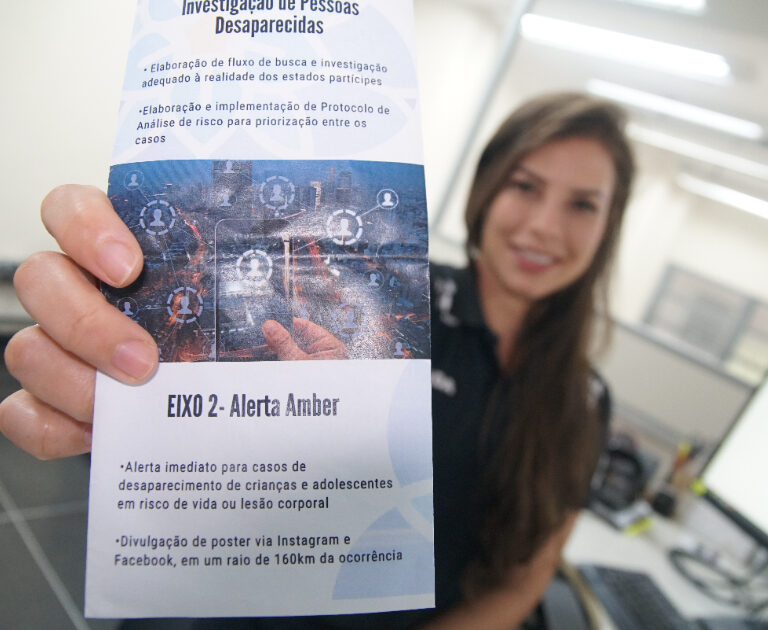 Investigação de Pessoas
Desaparecidas
• Elaboração de fluxo de busca e investigação
adequado à realidade dos estados partícipes
•Elaboração e implementação de Protocolo de
Análise de risco para priorização entre os
casos
EIXO 2- Alerta Amber
•Alerta imediato para casos de
desaparecimento de crianças e adolescentes
em risco de vida ou lesão corporal
•Divulgação de poster via Instagram e
Facebook, em um raio de 160km da ocorrência